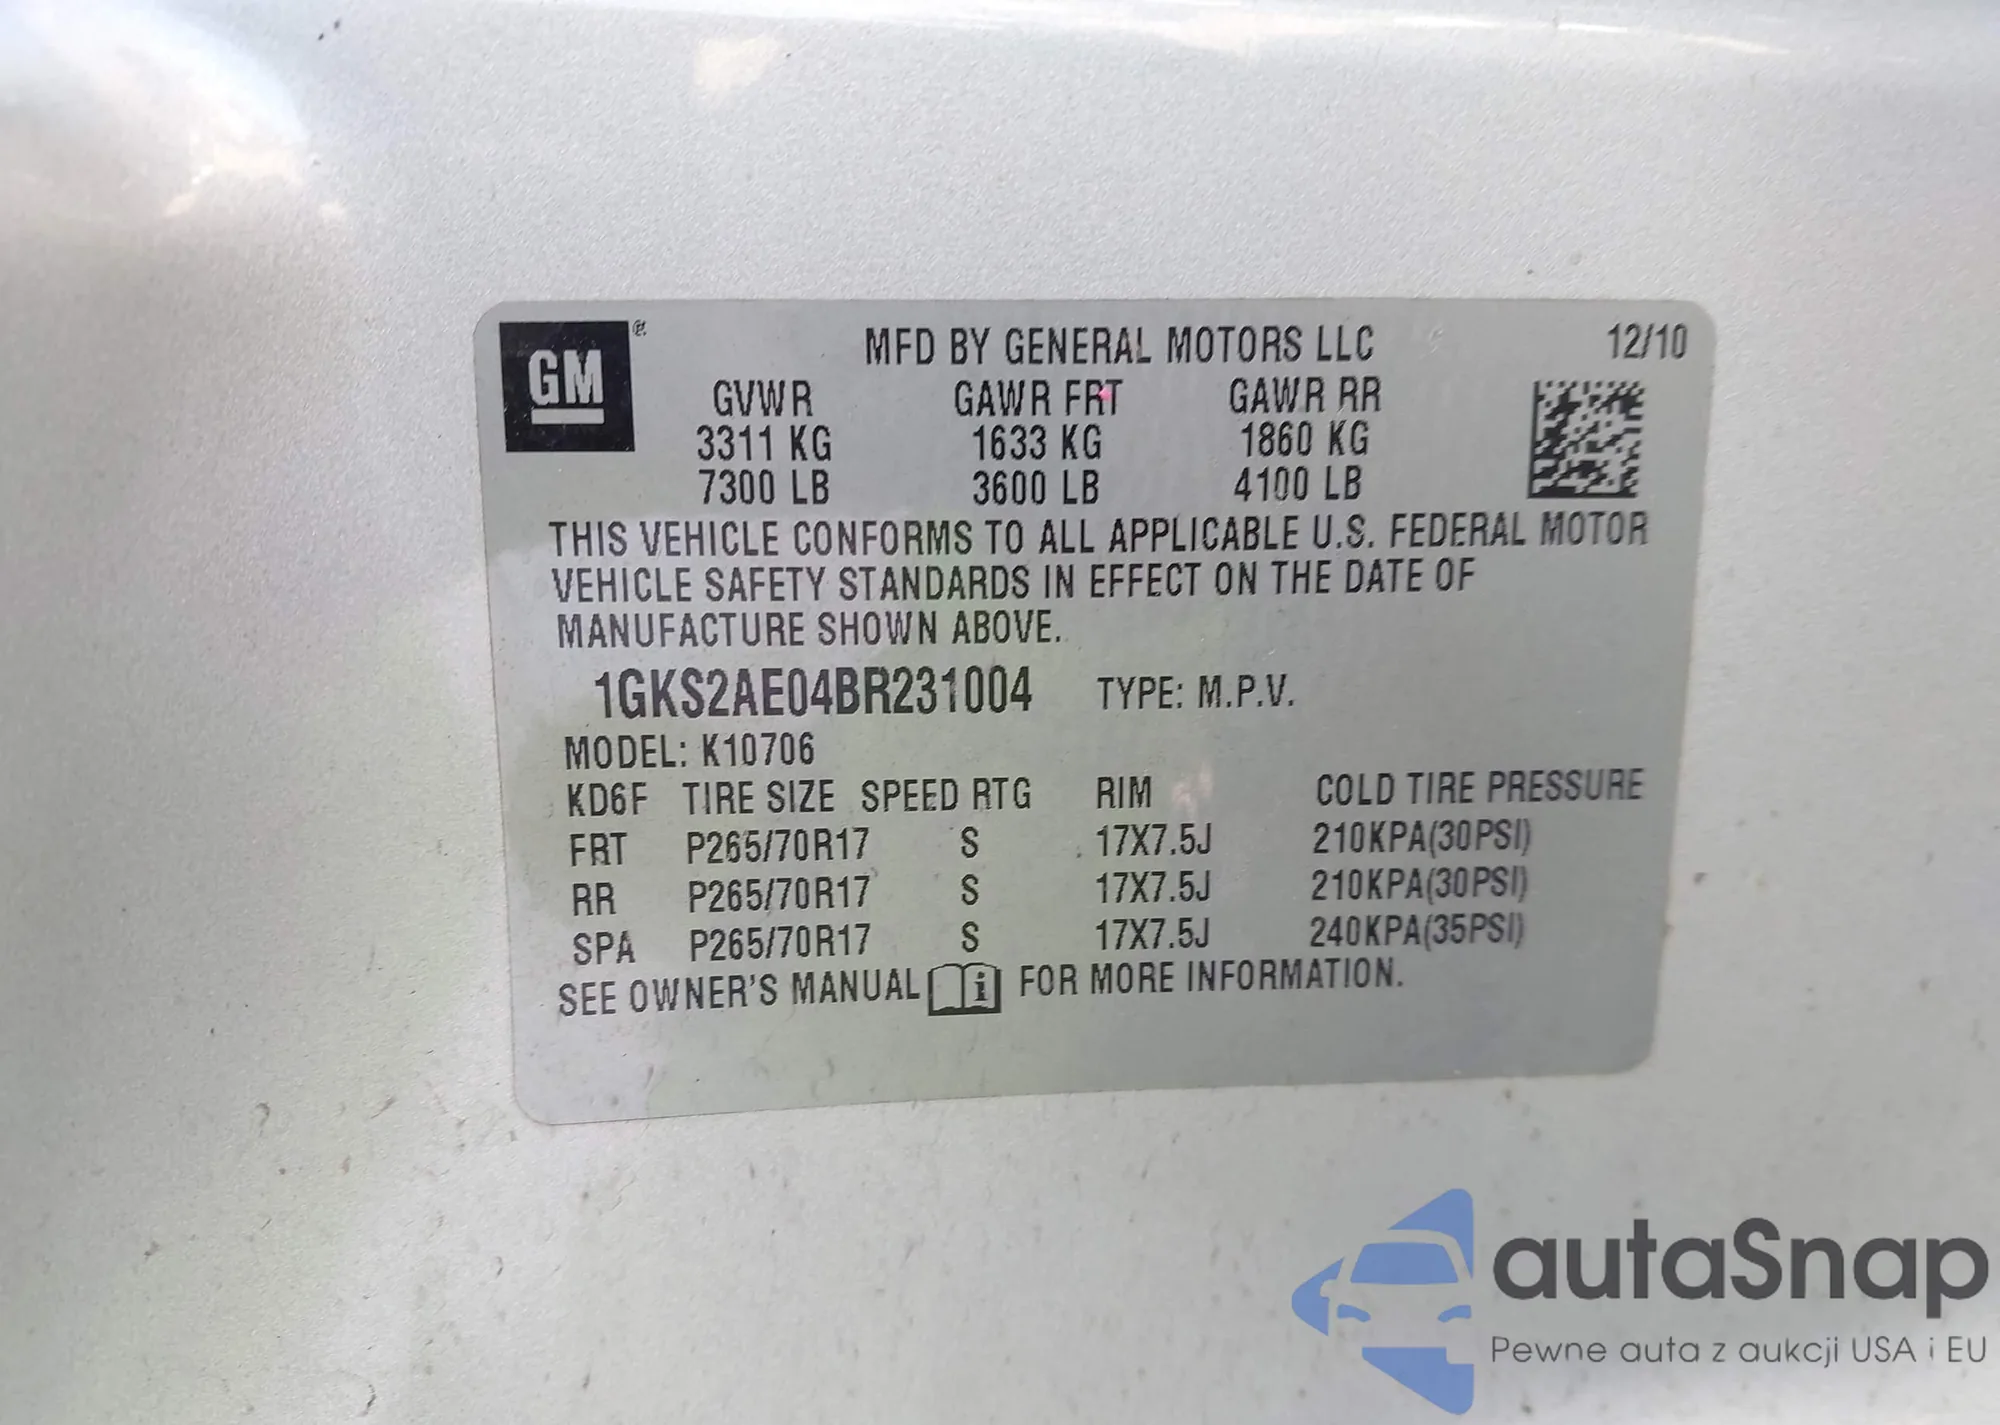 GM ®
MFD BY GENERAL MOTORS LLC 12/10
GVWR GAWR FRT GAWR RR
3311 KG 1633 KG 1860 KG
7300 LB 3600 LB 4100 LB
THIS VEHICLE CONFORMS TO ALL APPLICABLE U.S. FEDERAL MOTOR
VEHICLE SAFETY STANDARDS IN EFFECT ON THE DATE OF
MANUFACTURE SHOWN ABOVE.
1GKS2AE04BR231004 TYPE: M.P.V.
MODEL: K10706
KD6F TIRE SIZE SPEED RTG RIM COLD TIRE PRESSURE
FRT P265/70R17 S 17X7.5J 210KPA(30PSI)
RR P265/70R17 S 17X7.5J 210KPA(30PSI)
SPA P265/70R17 S 17X7.5J 240KPA(35PSI)
SEE OWNER'S MANUAL i FOR MORE INFORMATION.
autaSnap
Pewne auta z aukcji USA i EU